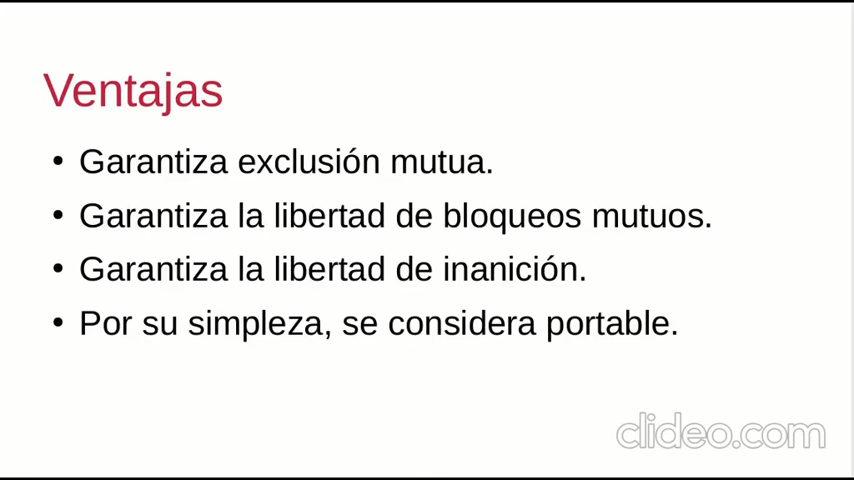 Ventajas
• Garantiza exclusión mutua.
• Garantiza la libertad de bloqueos mutuos.
• Garantiza la libertad de inanición.
• Por su simpleza, se considera portable.
clideo.com